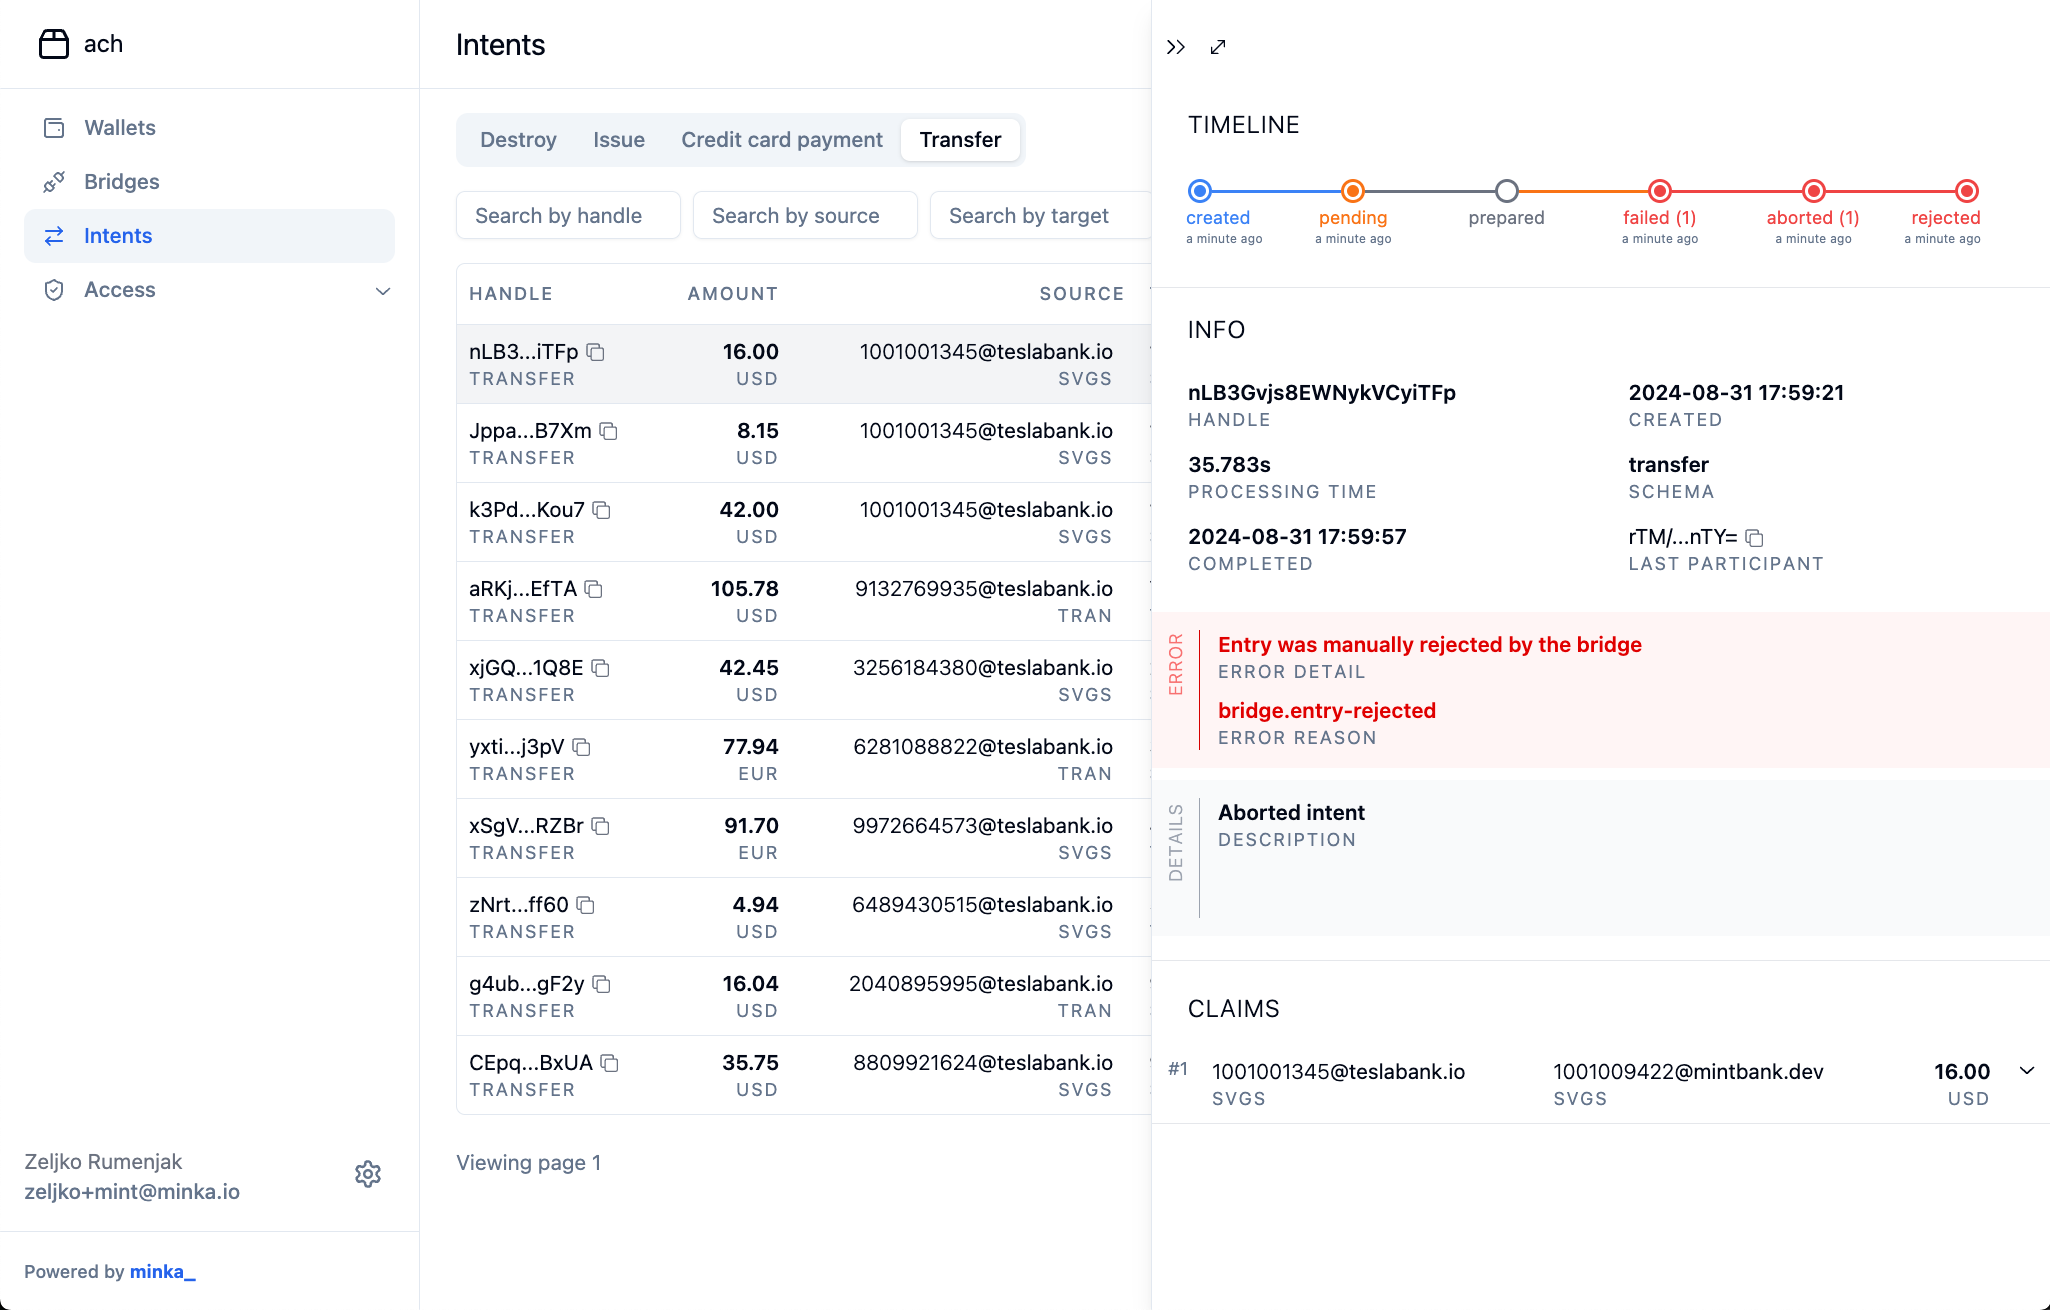 ach
Wallets
Bridges
Intents
Access
Zeljko Rumenjak
zeljko+mint@minka.io
Powered by minka_
Intents
Destroy Issue Credit card payment Transfer
Search by handle Search by source Search by target
HANDLE AMOUNT SOURCE
nLB3...iTFp 16.00 1001001345@teslabank.io
TRANSFER USD SVGS
Jppa...B7Xm 8.15 1001001345@teslabank.io
TRANSFER USD SVGS
k3Pd...Kou7 42.00 1001001345@teslabank.io
TRANSFER USD SVGS
aRKj...EfTA 105.78 9132769935@teslabank.io
TRANSFER USD TRAN
xjGQ...1Q8E 42.45 3256184380@teslabank.io
TRANSFER USD SVGS
yxti...j3pV 77.94 6281088822@teslabank.io
TRANSFER EUR TRAN
xSgV...RZBr 91.70 9972664573@teslabank.io
TRANSFER EUR SVGS
zNrt...ff60 4.94 6489430515@teslabank.io
TRANSFER USD SVGS
g4ub...gF2y 16.04 2040895995@teslabank.io
TRANSFER USD TRAN
CEpq...BxUA 35.75 8809921624@teslabank.io
TRANSFER USD SVGS
Viewing page 1
TIMELINE
created pending prepared failed (1) aborted (1) rejected
a minute ago a minute ago a minute ago a minute ago a minute ago
INFO
nLB3Gvjs8EWNykVCyiTFp 2024-08-31 17:59:21
HANDLE CREATED
35.783s transfer
PROCESSING TIME SCHEMA
2024-08-31 17:59:57 rTM/...nTY=
COMPLETED LAST PARTICIPANT
ERROR
Entry was manually rejected by the bridge
ERROR DETAIL
bridge.entry-rejected
ERROR REASON
DETAILS
Aborted intent
DESCRIPTION
CLAIMS
#1 1001001345@teslabank.io 1001009422@mintbank.dev 16.00
SVGS SVGS USD